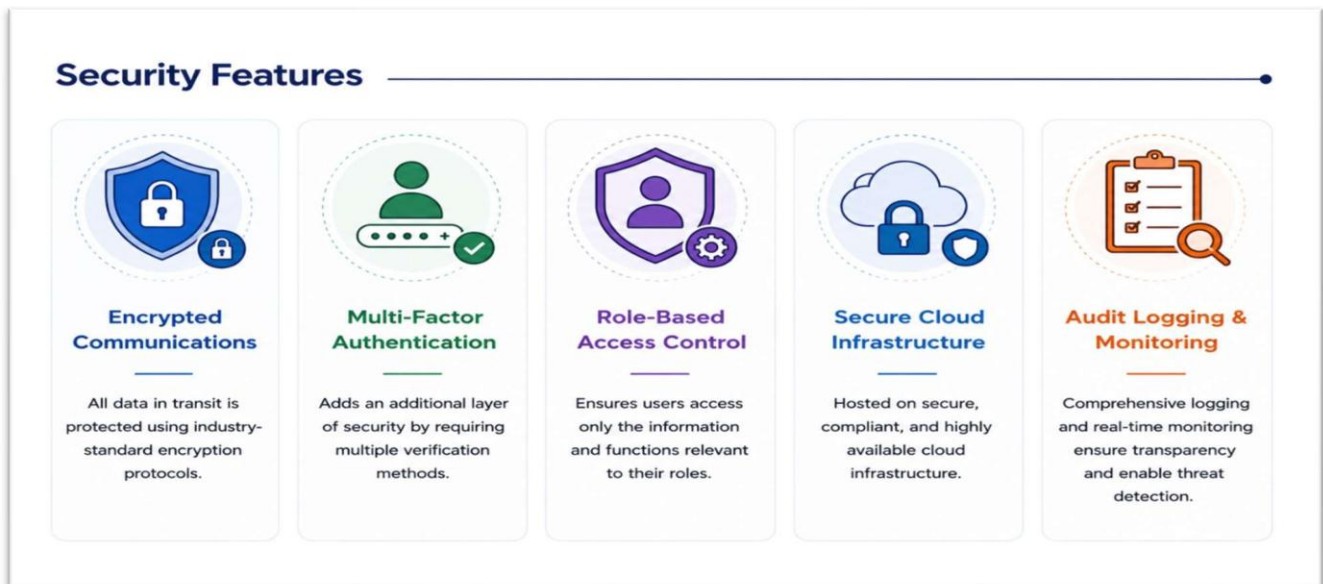 Security Features
Encrypted
Communications
All data in transit is
protected using industry-
standard encryption
protocols.
Multi-Factor
Authentication
Adds an additional layer
of security by requiring
multiple verification
methods.
Role-Based
Access Control
Ensures users access
only the information
and functions relevant
to their roles.
Secure Cloud
Infrastructure
Hosted on secure,
compliant, and highly
available cloud
infrastructure.
Audit Logging &
Monitoring
Comprehensive logging
and real-time monitoring
ensure transparency
and enable threat
detection.